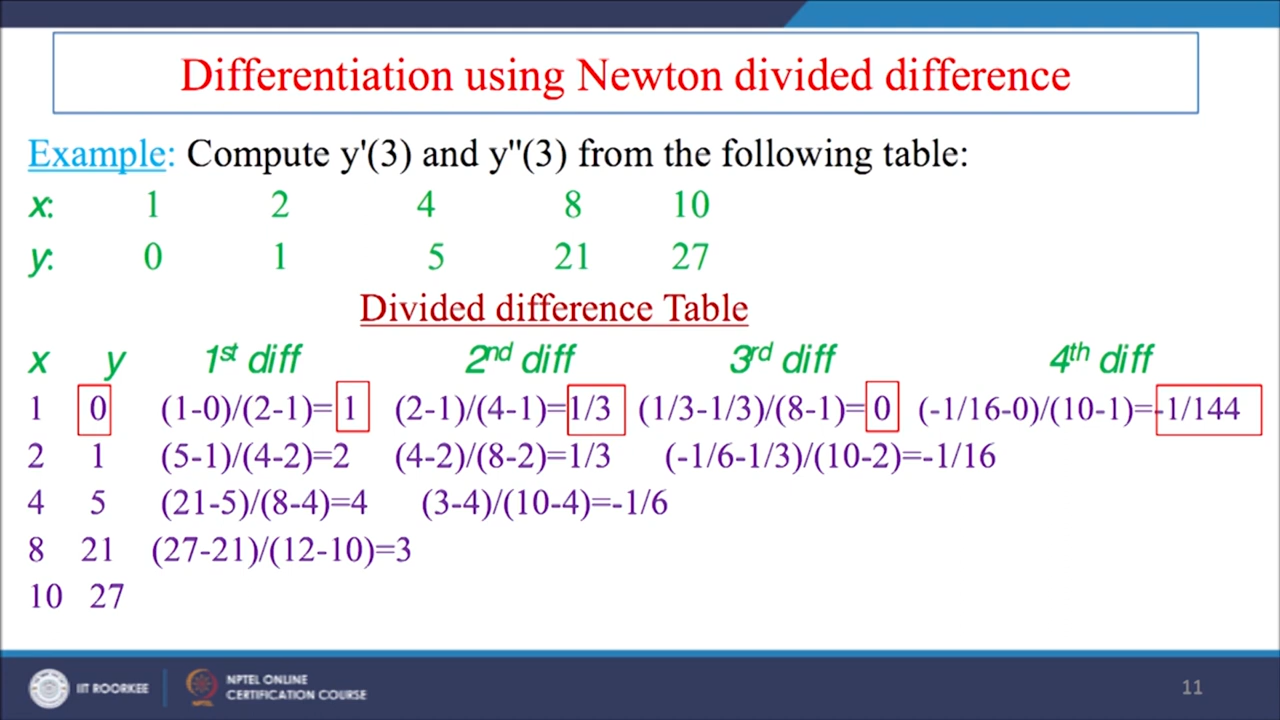 Differentiation using Newton divided difference
Example: Compute y'(3) and y''(3) from the following table:
x: 1 2 4 8 10
y: 0 1 5 21 27
Divided difference Table
x y 1st diff 2nd diff 3rd diff 4th diff
1 0 (1-0)/(2-1)= 1 (2-1)/(4-1)=1/3 (1/3-1/3)/(8-1)= 0 (-1/16-0)/(10-1)=-1/144
2 1 (5-1)/(4-2)=2 (4-2)/(8-2)=1/3 (-1/6-1/3)/(10-2)=-1/16
4 5 (21-5)/(8-4)=4 (3-4)/(10-4)=-1/6
8 21 (27-21)/(12-10)=3
10 27
IIT ROORKEE
NPTEL ONLINE
CERTIFICATION COURSE
11